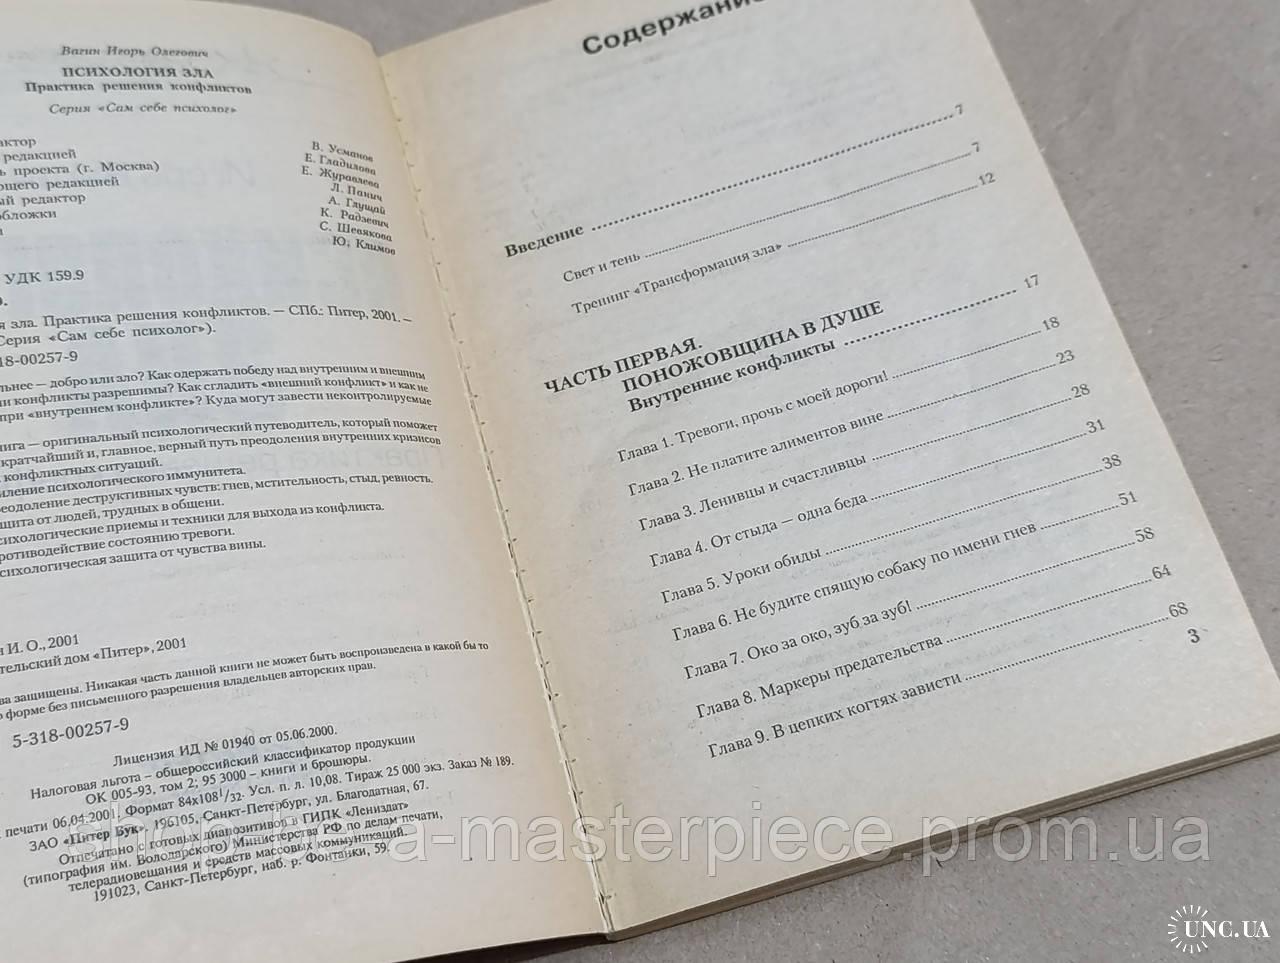 Вагин Игорь Олегович
ПСИХОЛОГИЯ ЗЛА
Практика решения конфликтов
Серия «Сам себе психолог»
актор
редакцией
ь проекта (г. Москва)
ющего редакцией
ый редактор
обложки
и
В. Усманов
Е. Гладилова
Е. Журавлева
Л. Панич
А. Глущай
К. Радзевич
С. Шевякова
Ю. Климов
УДК 159.9
О.
я зла. Практика решения конфликтов. — СПб.: Питер, 2001. —
Серия «Сам себе психолог»).
18-00257-9
льнее — добро или зло? Как одержать победу над внутренним и внешним
ли конфликты разрешимы? Как сгладить «внешний конфликт» и как не
при «внутреннем конфликте»? Куда могут завести неконтролируемые
нига — оригинальный психологический путеводитель, который поможет
кратчайший и, главное, верный путь преодоления внутренних кризисов
конфликтных ситуаций.
иление психологического иммунитета.
еодоление деструктивных чувств: гнев, мстительность, стыд, ревность.
щита от людей, трудных в общени.
сихологические приемы и техники для выхода из конфликта.
ротиводействие состоянию тревоги.
сихологическая защита от чувства вины.
н И. О., 2001
тельский дом «Питер», 2001
ва защищены. Никакая часть данной книги не может быть воспроизведена в какой бы то
о форме без письменного разрешения владельцев авторских прав.
5-318-00257-9
Лицензия ИД № 01940 от 05.06.2000.
Налоговая льгота – общероссийский классификатор продукции
ОК 005-93, том 2; 95 3000 – книги и брошюры.
к печати 06.04.2001. Формат 84х108¹/32. Усл. п. л. 10,08. Тираж 25 000 экз. Заказ № 189.
ЗАО «Питер Бук». 196105, Санкт-Петербург, ул. Благодатная, 67.
Отпечатано с готовых диапозитивов в ГИПК «Лениздат»
(типография им. Володарского) Министерства РФ по делам печати,
телерадиовещания и средств массовых коммуникаций.
191023, Санкт-Петербург, наб. р. Фонтанки, 59.
Содержание
Введение ........ 7
Свет и тень ........ 7
Тренинг «Трансформация зла» ........ 12
ЧАСТЬ ПЕРВАЯ.
ПОНОЖОВЩИНА В ДУШЕ
Внутренние конфликты ........ 17
Глава 1. Тревоги, прочь с моей дороги! ........ 18
Глава 2. Не платите алиментов вине ........ 23
Глава 3. Ленивцы и счастливцы ........ 28
Глава 4. От стыда — одна беда ........ 31
Глава 5. Уроки обиды ........ 38
Глава 6. Не будите спящую собаку по имени гнев ........ 51
Глава 7. Око за око, зуб за зуб! ........ 58
Глава 8. Маркеры предательства ........ 64
Глава 9. В цепких когтях зависти ........ 68
3
a-masterpiece.prom.ua
UNC.UA